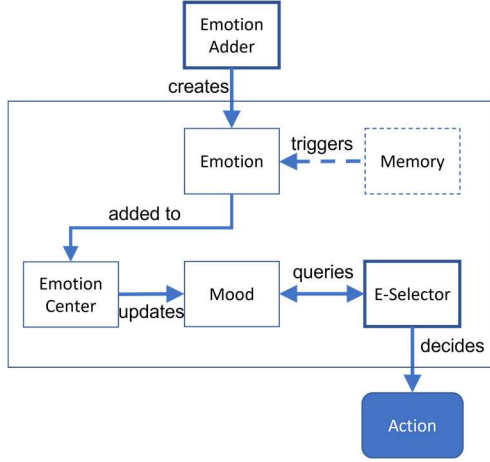 Emotion
Adder
creates
Emotion
triggers
Memory
added to
Emotion
Center
updates
Mood
queries
E-Selector
decides
Action